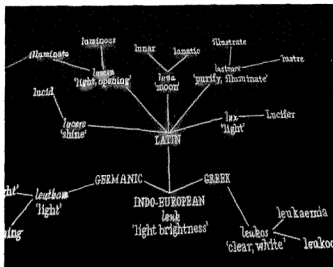 luminous
lunar
lunatic
illustrate
illuminate
lustre
lumen
'light, opening'
luna
'moon'
lustrare
'purify, illuminate'
lucid
lucere
'shine'
lux
'light'
Lucifer
LATIN
GERMANIC
GREEK
INDO-EUROPEAN
leuk
'light brightness'
leutham
'light'
leukos
'clear, white'
leukaemia